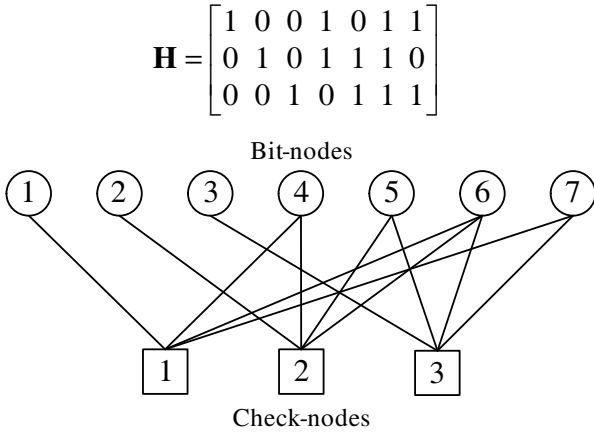 1 0 0 1 0 1 1
H = 0 1 0 1 1 1 0
0 0 1 0 1 1 1
Bit-nodes
1 2 3 4 5 6 7
1 2 3
Check-nodes